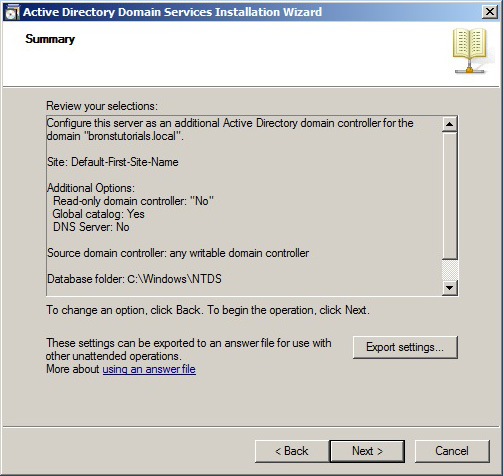 Active Directory Domain Services Installation Wizard
Summary
Review your selections:
Configure this server as an additional Active Directory domain controller for the
domain "bronstutorials.local".
Site: Default-First-Site-Name
Additional Options:
Read-only domain controller: "No"
Global catalog: Yes
DNS Server: No
Source domain controller: any writable domain controller
Database folder: C:\Windows\NTDS
To change an option, click Back. To begin the operation, click Next.
These settings can be exported to an answer file for use with
other unattended operations.
More about using an answer file
Export settings...
< Back
Next >
Cancel